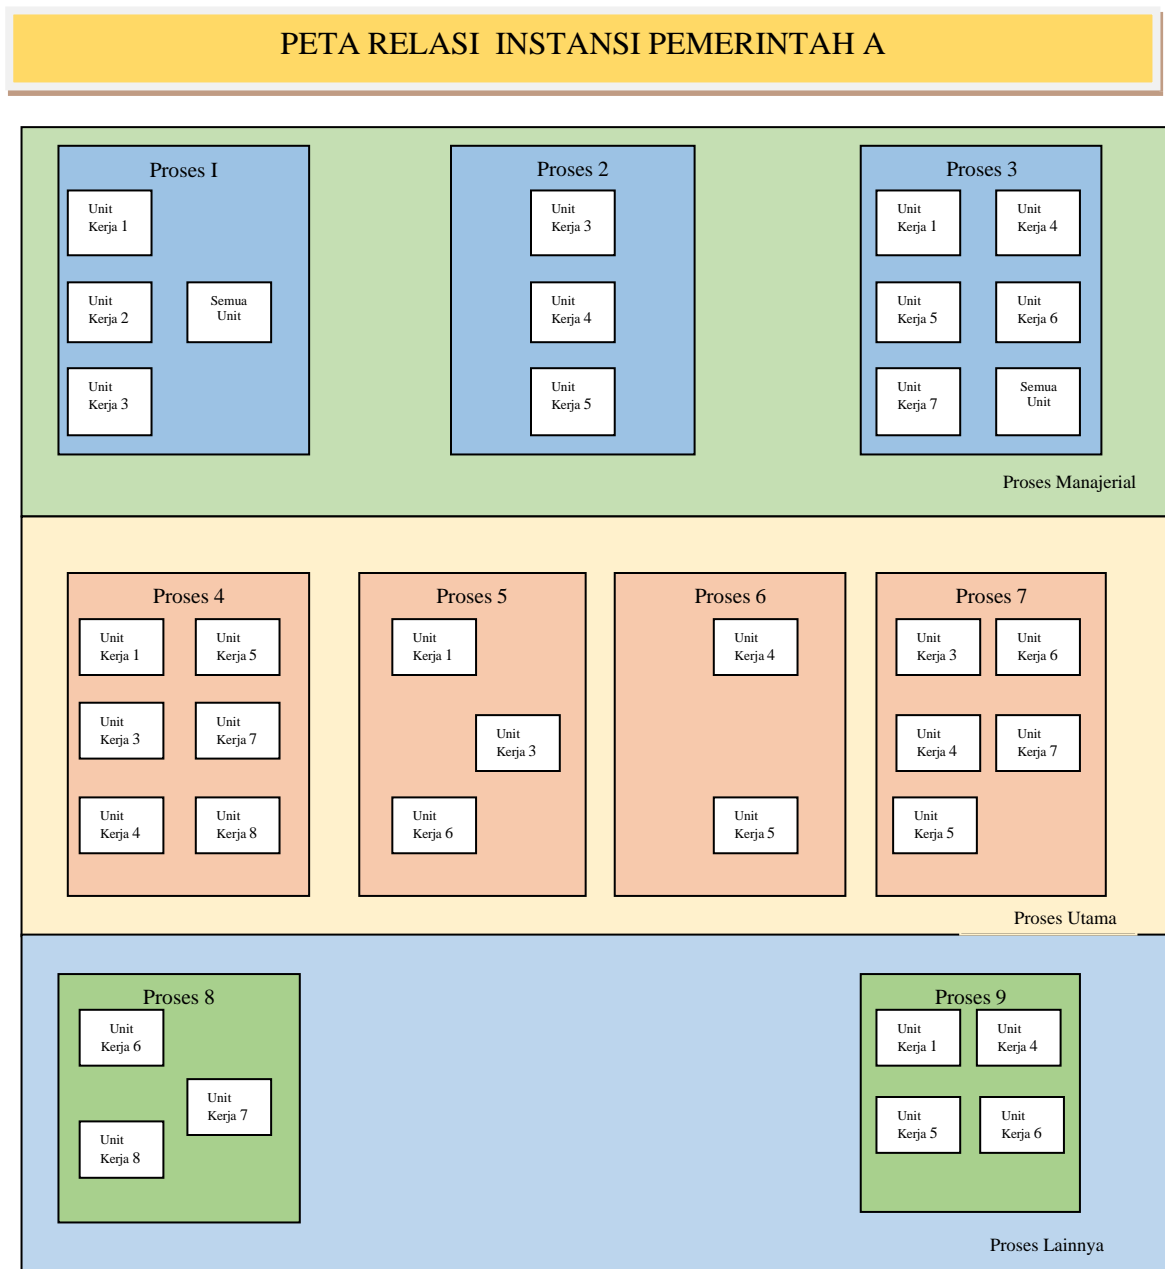 PETA RELASI  INSTANSI PEMERINTAH A
Proses I
Unit
Kerja 1
Unit
Kerja 2
Semua
Unit
Unit
Kerja 3
Proses 2
Unit
Kerja 3
Unit
Kerja 4
Unit
Kerja 5
Proses 3
Unit
Kerja 1
Unit
Kerja 4
Unit
Kerja 5
Unit
Kerja 6
Unit
Kerja 7
Semua
Unit
Proses Manajerial
Proses 4
Unit
Kerja 1
Unit
Kerja 5
Unit
Kerja 3
Unit
Kerja 7
Unit
Kerja 4
Unit
Kerja 8
Proses 5
Unit
Kerja 1
Unit
Kerja 3
Unit
Kerja 6
Proses 6
Unit
Kerja 4
Unit
Kerja 5
Proses 7
Unit
Kerja 3
Unit
Kerja 6
Unit
Kerja 4
Unit
Kerja 7
Unit
Kerja 5
Proses Utama
Proses 8
Unit
Kerja 6
Unit
Kerja 7
Unit
Kerja 8
Proses 9
Unit
Kerja 1
Unit
Kerja 4
Unit
Kerja 5
Unit
Kerja 6
Proses Lainnya